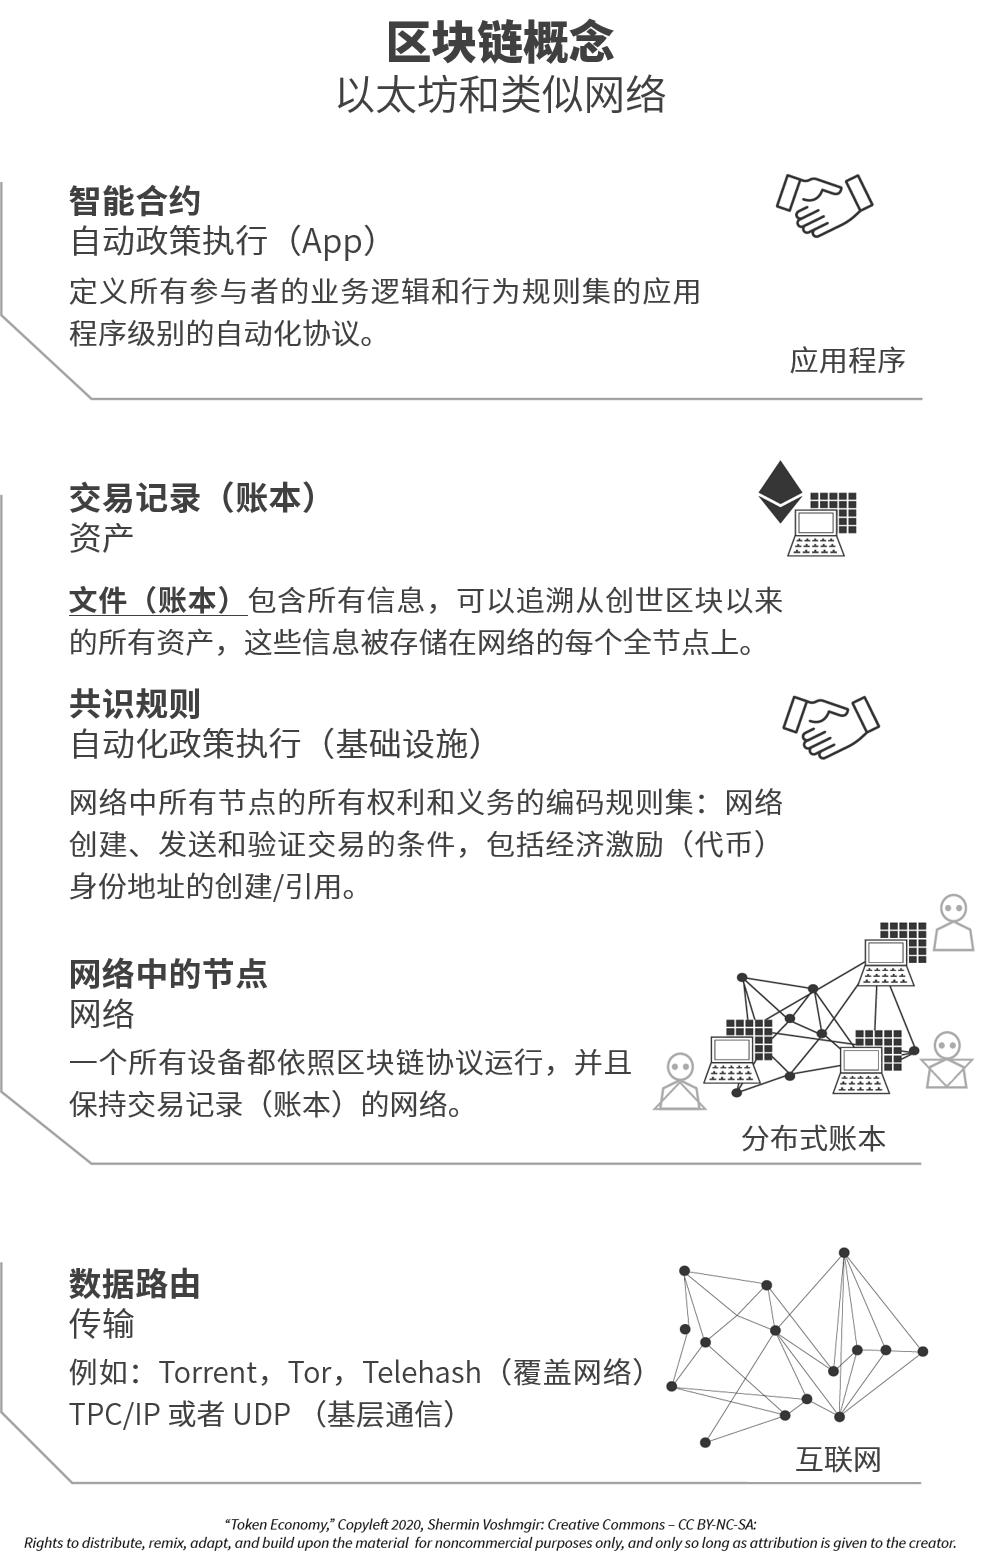 区块链概念
以太坊和类似网络
智能合约
自动政策执行（App）
定义所有参与者的业务逻辑和行为规则集的应用
程序级别的自动化协议。
应用程序
交易记录（账本）
资产
文件（账本）包含所有信息，可以追溯从创世区块以来
的所有资产，这些信息被存储在网络的每个全节点上。
共识规则
自动化政策执行（基础设施）
网络中所有节点的所有权利和义务的编码规则集：网络
创建、发送和验证交易的条件，包括经济激励（代币）
身份地址的创建/引用。
网络中的节点
网络
一个所有设备都依照区块链协议运行，并且
保持交易记录（账本）的网络。
分布式账本
数据路由
传输
例如：Torrent，Tor，Telehash（覆盖网络）
TPC/IP 或者 UDP （基层通信）
互联网
“Token Economy,” Copyleft 2020, Shermin Voshmgir: Creative Commons – CC BY-NC-SA:
Rights to distribute, remix, adapt, and build upon the material  for noncommercial purposes only, and only so long as attribution is given to the creator.